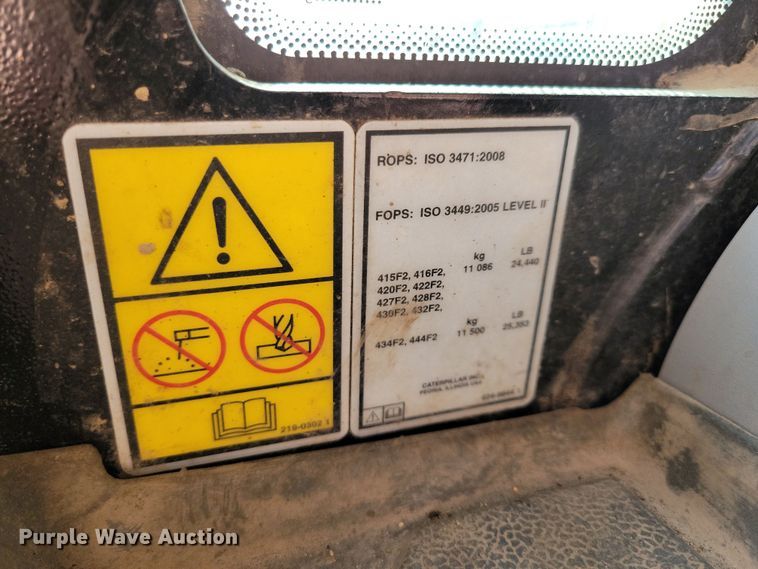 219-0302 1
ROPS: ISO 3471:2008
FOPS: ISO 3449:2005 LEVEL II
kg LB
415F2, 416F2, 11 086 24,440
420F2, 422F2,
427F2, 428F2,
430F2, 432F2,
kg LB
434F2, 444F2 11 500 25,353
CATERPILLAR INC.
PEORIA, ILLINOIS USA
Purple Wave Auction